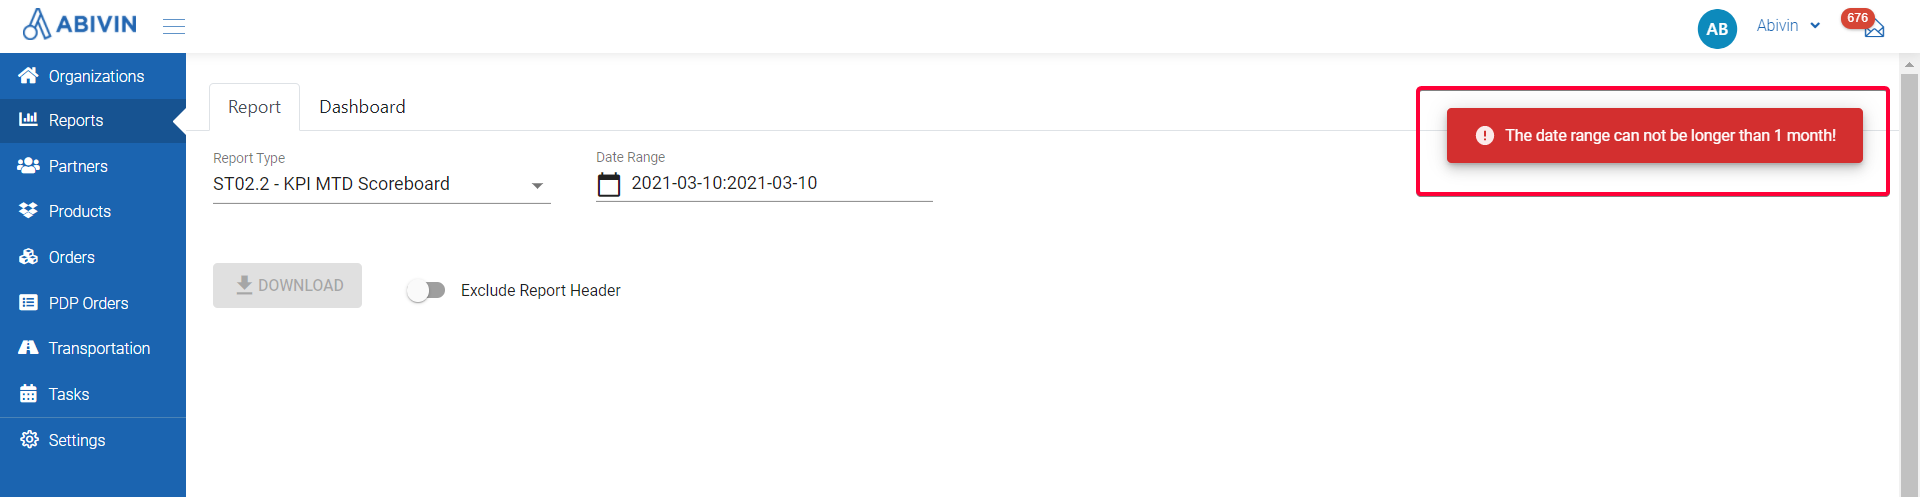 ABIVIN
AB
Abivin
676
Organizations
Reports
Partners
Products
Orders
PDP Orders
Transportation
Tasks
Settings
Report
Dashboard
The date range can not be longer than 1 month!
Report Type
ST02.2 - KPI MTD Scoreboard
Date Range
2021-03-10:2021-03-10
DOWNLOAD
Exclude Report Header